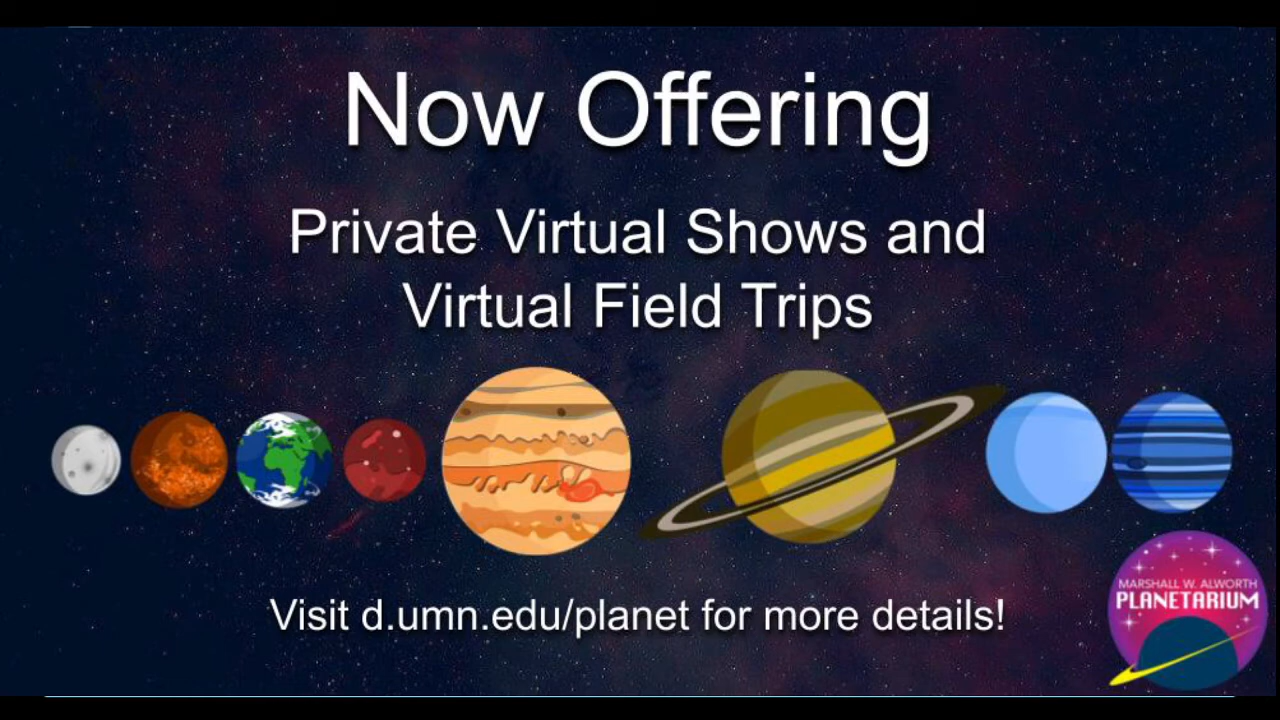 Now Offering
Private Virtual Shows and
Virtual Field Trips
Visit d.umn.edu/planet for more details!
MARSHALL W. ALWORTH
PLANETARIUM